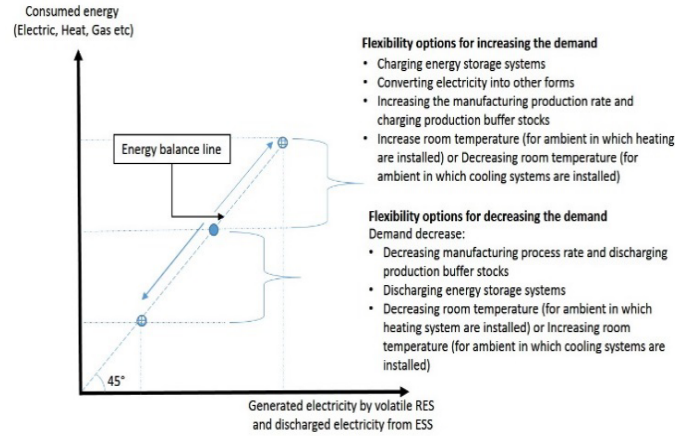 Consumed energy
(Electric, Heat, Gas etc)
Flexibility options for increasing the demand
• Charging energy storage systems
• Converting electricity into other forms
• Increasing the manufacturing production rate and
charging production buffer stocks
• Increase room temperature (for ambient in which heating
are installed) or Decreasing room temperature (for
ambient in which cooling systems are installed)
Energy balance line
Flexibility options for decreasing the demand
Demand decrease:
• Decreasing manufacturing process rate and discharging
production buffer stocks
• Discharging energy storage systems
• Decreasing room temperature (for ambient in which
heating system are installed) or Increasing room
temperature (for ambient in which cooling systems are
installed)
45°
Generated electricity by volatile RES
and discharged electricity from ESS